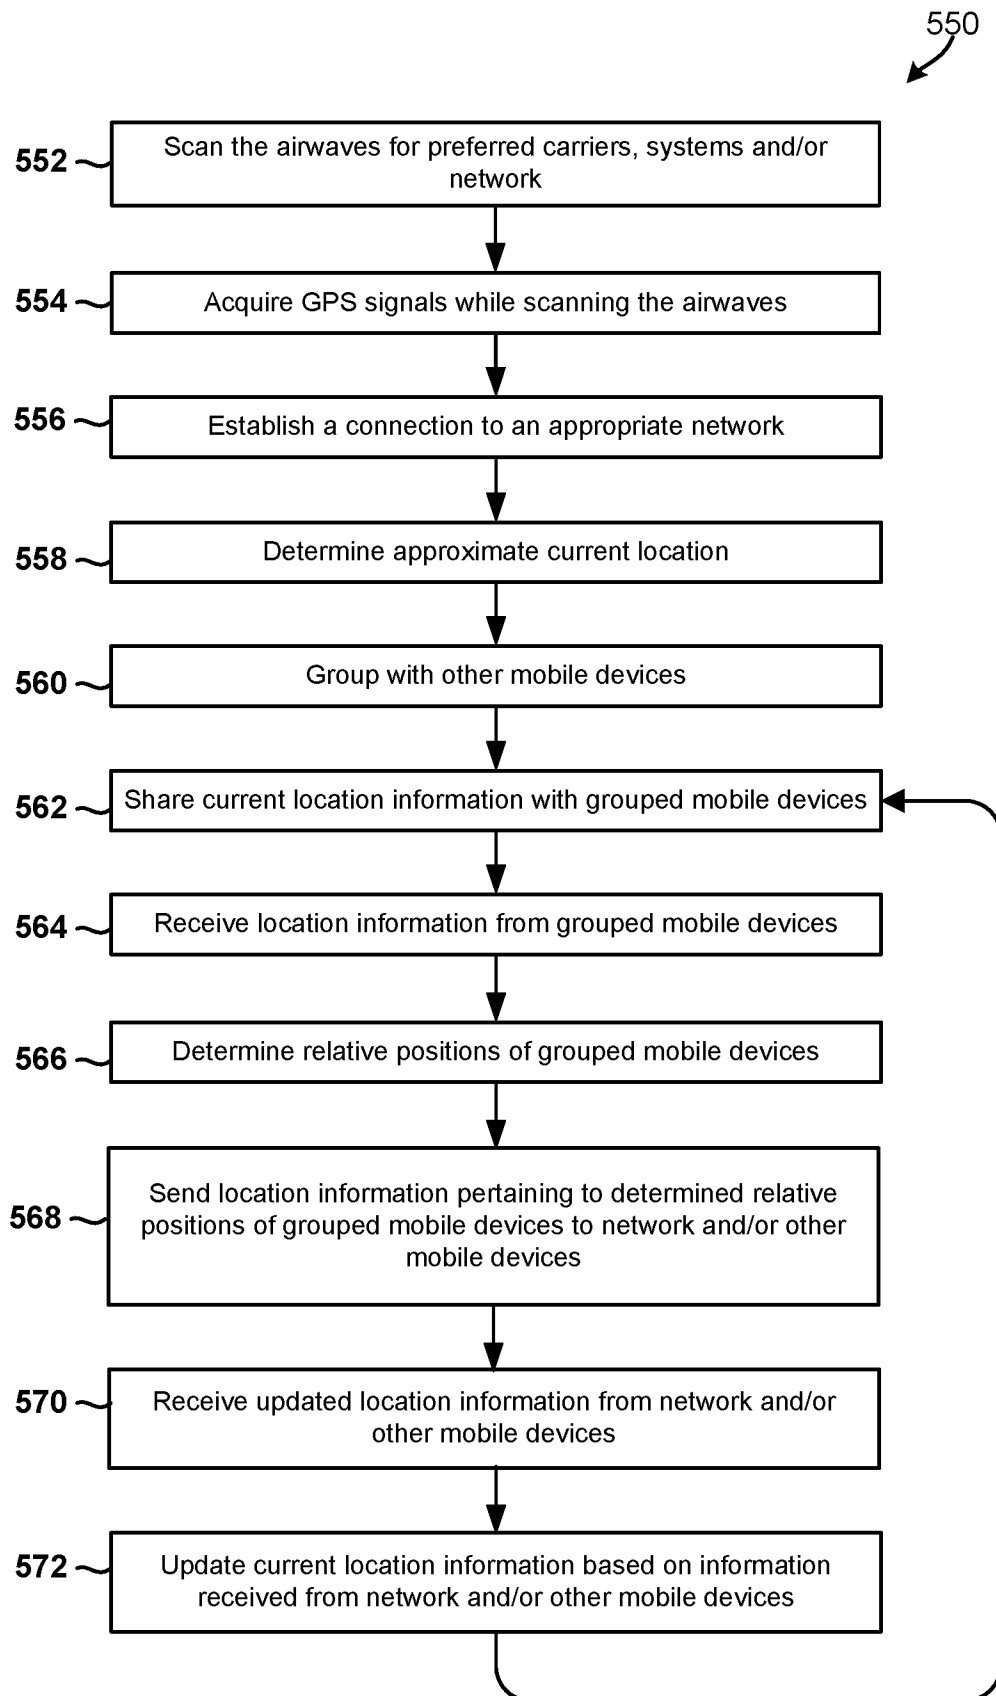 550
552
Scan the airwaves for preferred carriers, systems and/or
network
554
Acquire GPS signals while scanning the airwaves
556
Establish a connection to an appropriate network
558
Determine approximate current location
560
Group with other mobile devices
562
Share current location information with grouped mobile devices
564
Receive location information from grouped mobile devices
566
Determine relative positions of grouped mobile devices
568
Send location information pertaining to determined relative
positions of grouped mobile devices to network and/or other
mobile devices
570
Receive updated location information from network and/or
other mobile devices
572
Update current location information based on information
received from network and/or other mobile devices